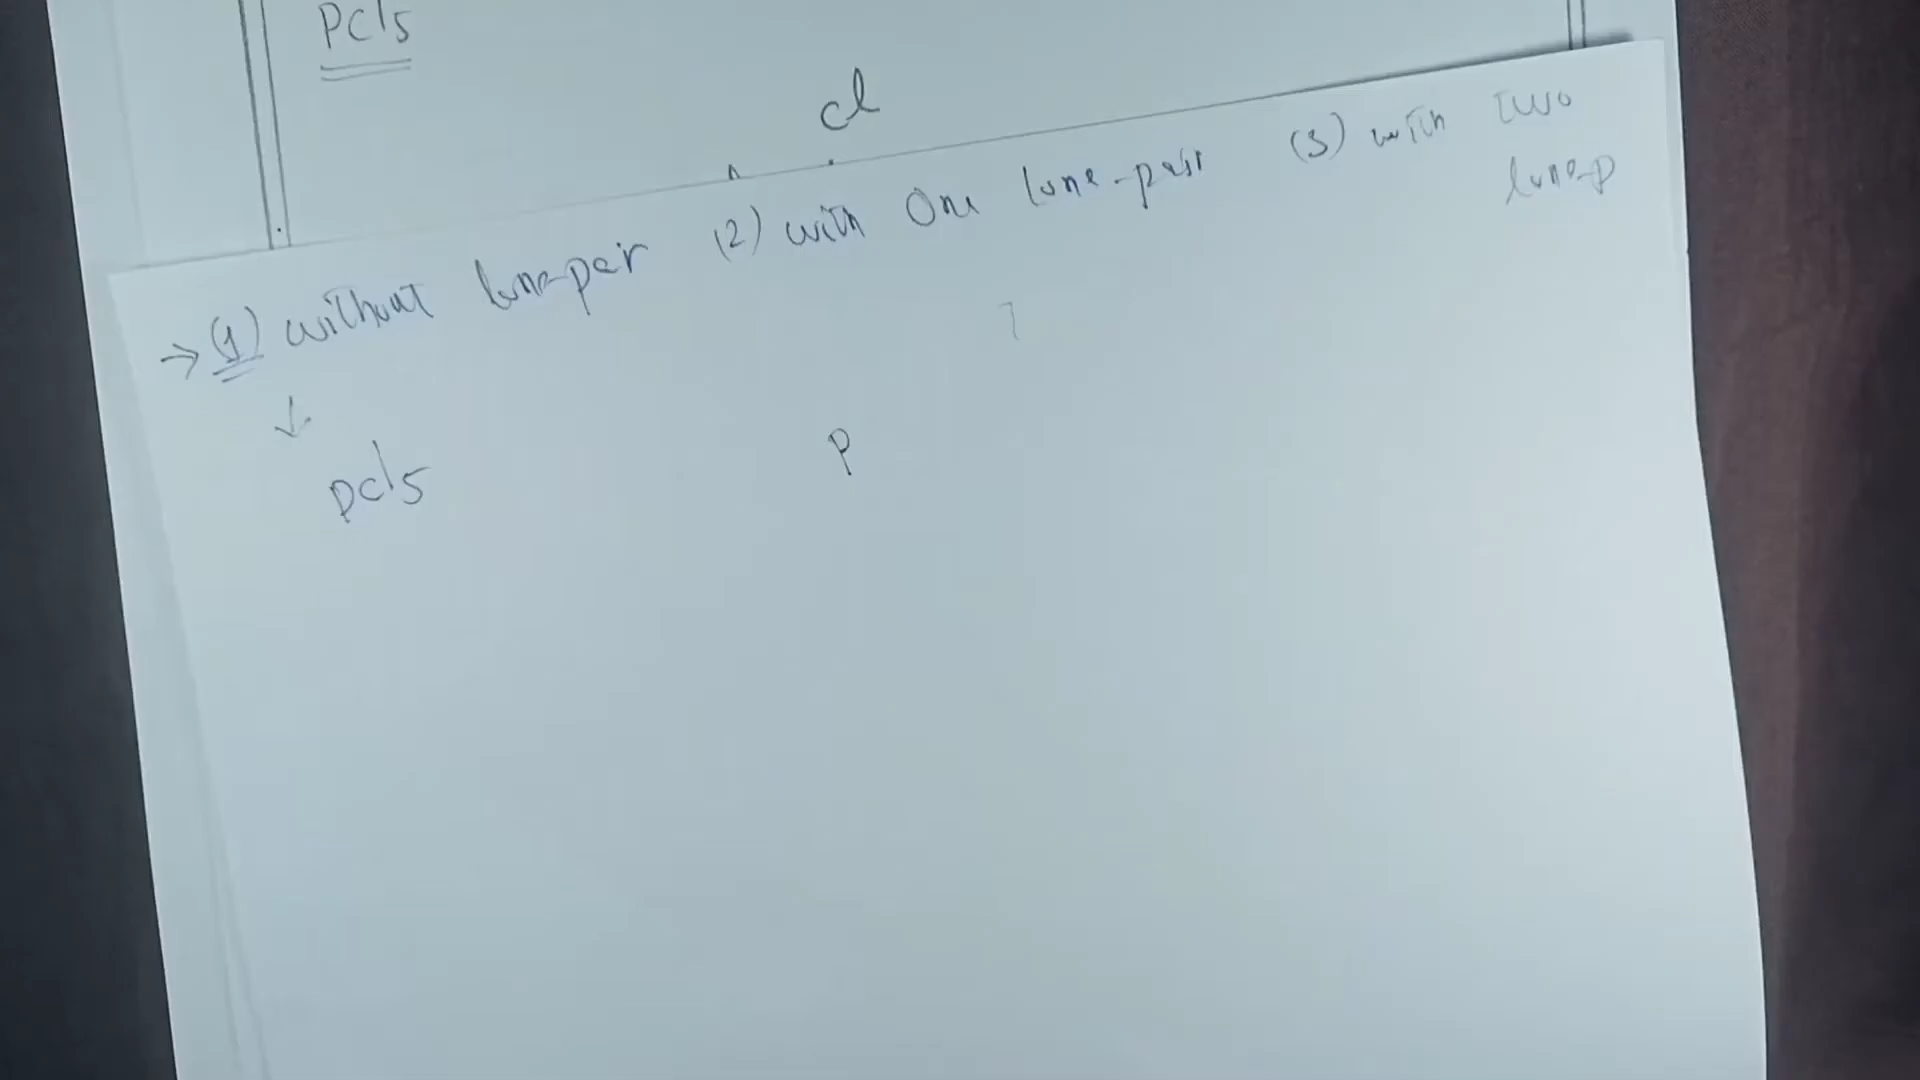 PCl5
Cl
→ (1) without lone-pair (2) with One lone-pair (3) with two
lone-p
↓
PCl5 P